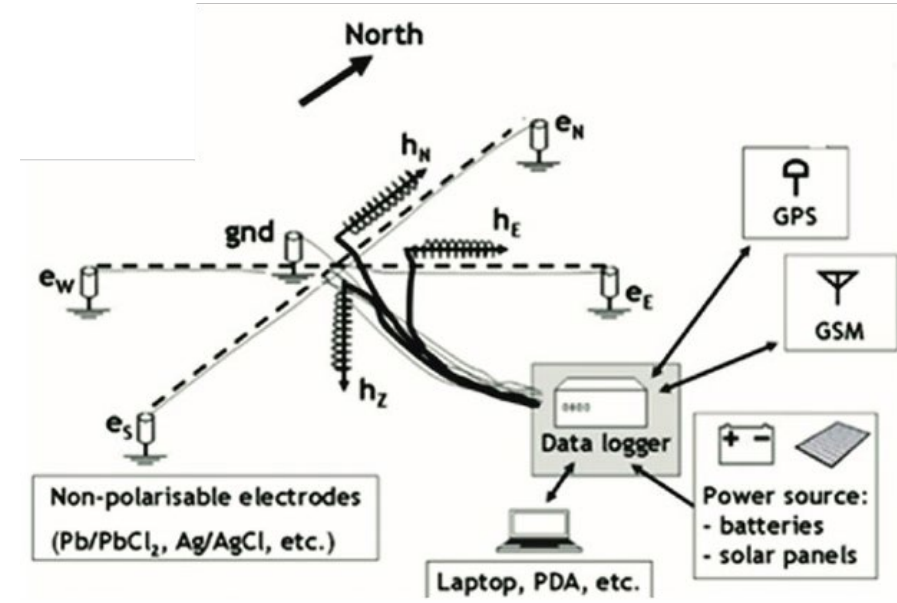 North
e_N
h_N
gnd
h_E
GPS
e_W
e_E
GSM
h_Z
e_S
0600
Data logger
Non-polarisable electrodes
(Pb/PbCl₂, Ag/AgCl, etc.)
+ -
Power source:
- batteries
- solar panels
Laptop, PDA, etc.